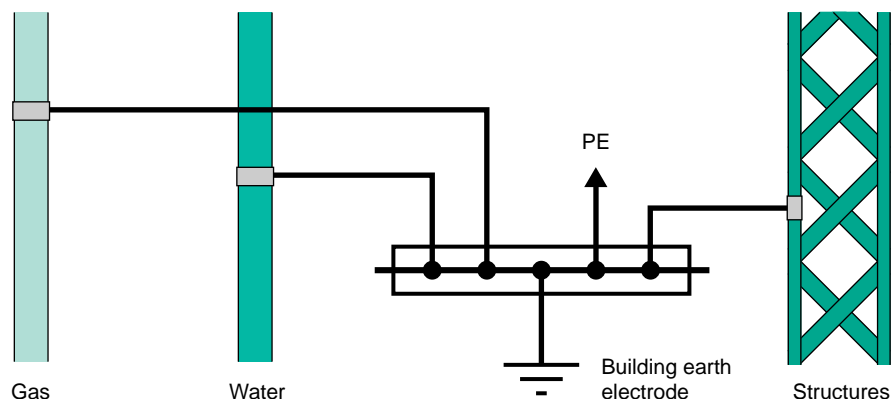 PE
Gas
Water
Building earth
electrode
Structures